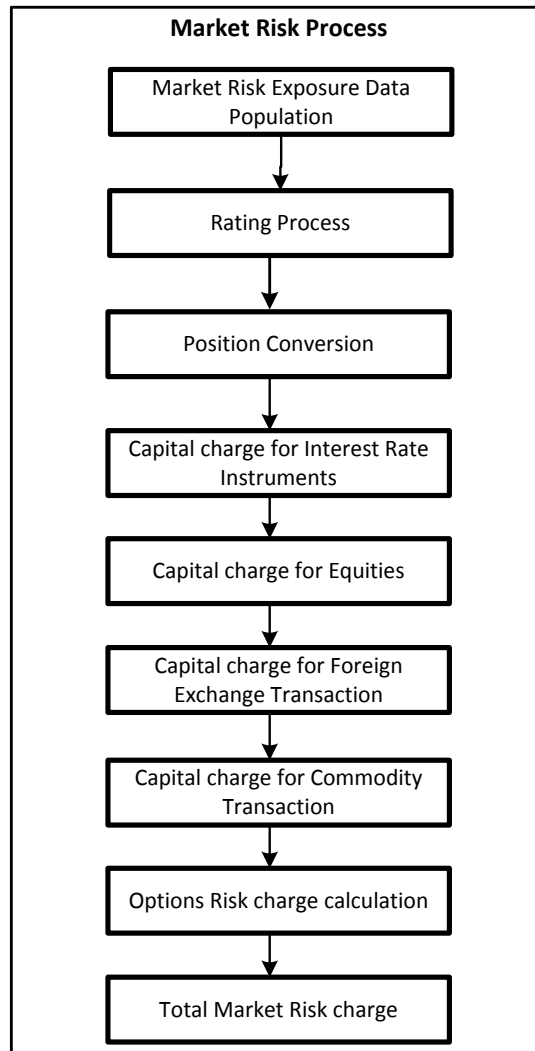 Market Risk Process
Market Risk Exposure Data
Population
Rating Process
Position Conversion
Capital charge for Interest Rate
Instruments
Capital charge for Equities
Capital charge for Foreign
Exchange Transaction
Capital charge for Commodity
Transaction
Options Risk charge calculation
Total Market Risk charge